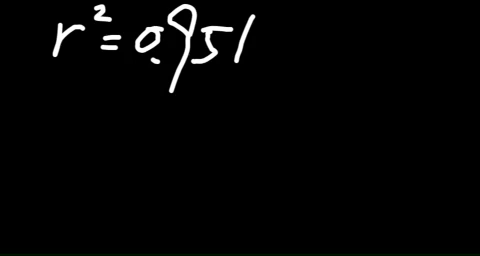 r² = 0.951